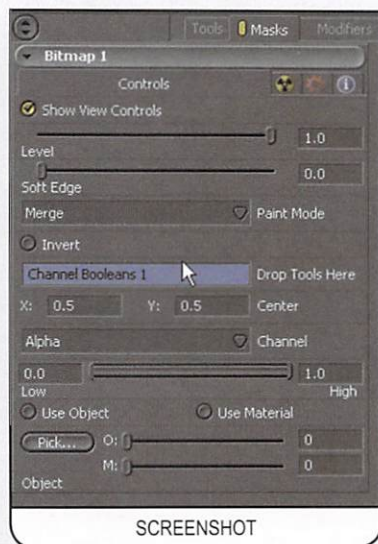 Tools Masks Modifiers
Bitmap 1
Controls
Show View Controls
1.0
Level
0.0
Soft Edge
Merge Paint Mode
Invert
Channel Booleans 1 Drop Tools Here
X: 0.5 Y: 0.5 Center
Alpha Channel
0.0 1.0
Low High
Use Object Use Material
Pick... O: 0
M: 0
Object
SCREENSHOT